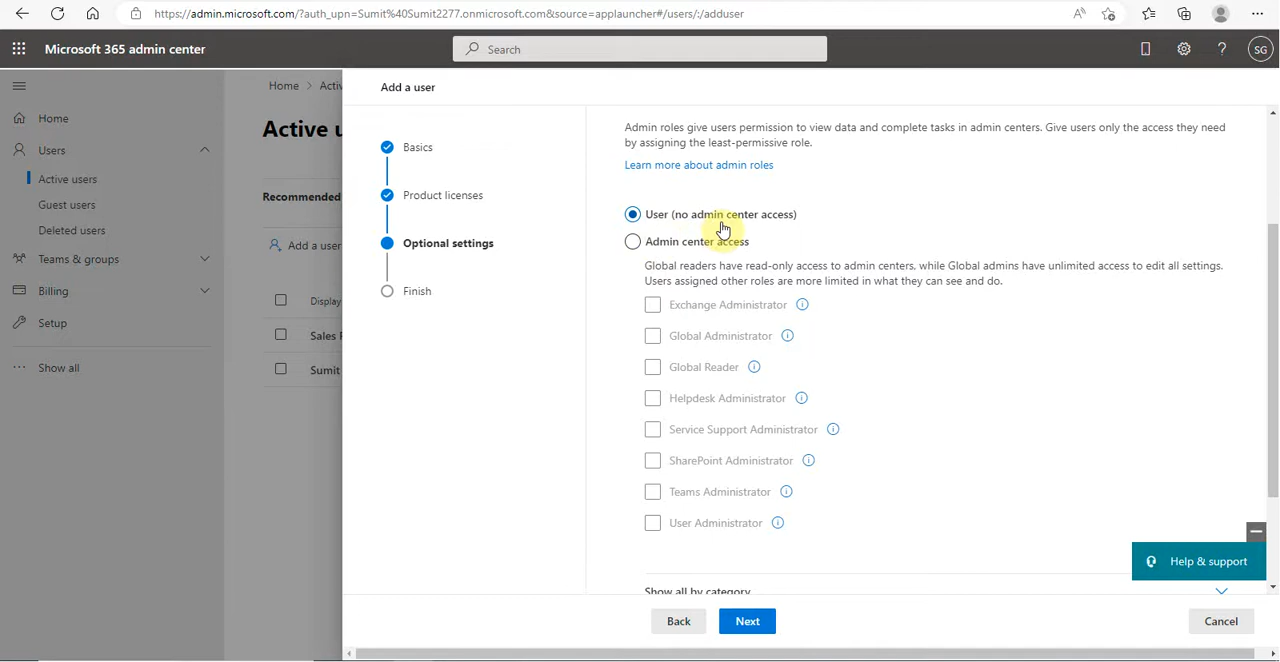 https://admin.microsoft.com/?auth_upn=Sumit%40Sumit2277.onmicrosoft.com&source=applauncher#/users/:/adduser
Microsoft 365 admin center
Search
SG
Home
Users
Active users
Guest users
Deleted users
Teams & groups
Billing
Setup
Show all
Home
Active u
Recommended
Add a user
Display
Sales
Sumit
Add a user
Basics
Product licenses
Optional settings
Finish
Admin roles give users permission to view data and complete tasks in admin centers. Give users only the access they need
by assigning the least-permissive role.
Learn more about admin roles
User (no admin center access)
Admin center access
Global readers have read-only access to admin centers, while Global admins have unlimited access to edit all settings.
Users assigned other roles are more limited in what they can see and do.
Exchange Administrator
Global Administrator
Global Reader
Helpdesk Administrator
Service Support Administrator
SharePoint Administrator
Teams Administrator
User Administrator
Show all by category
Help & support
Back
Next
Cancel